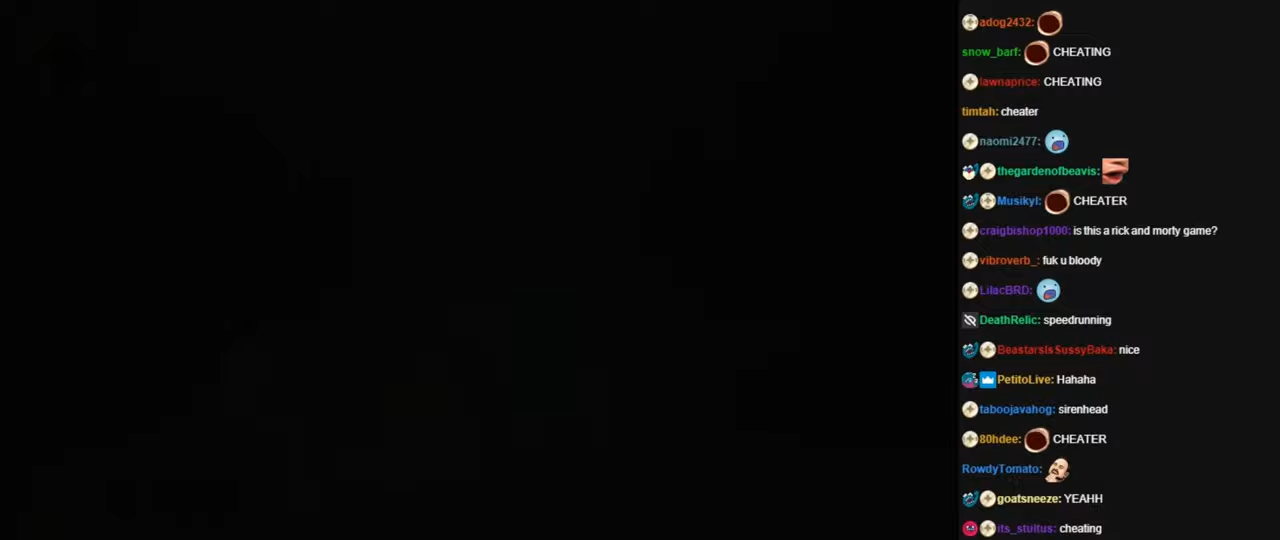 adog2432:
snow_barf: CHEATING
lawnaprice: CHEATING
timtah: cheater
naomi2477:
thegardenofbeavis:
Musikyl: CHEATER
craigbishop1000: is this a rick and morty game?
vibroverb_: fuk u bloody
LilacBRD:
DeathRelic: speedrunning
BeastarsIsSussyBaka: nice
PetitoLive: Hahaha
taboojavahog: sirenhead
80hdee: CHEATER
RowdyTomato:
goatsneeze: YEAHH
its_stultus: cheating